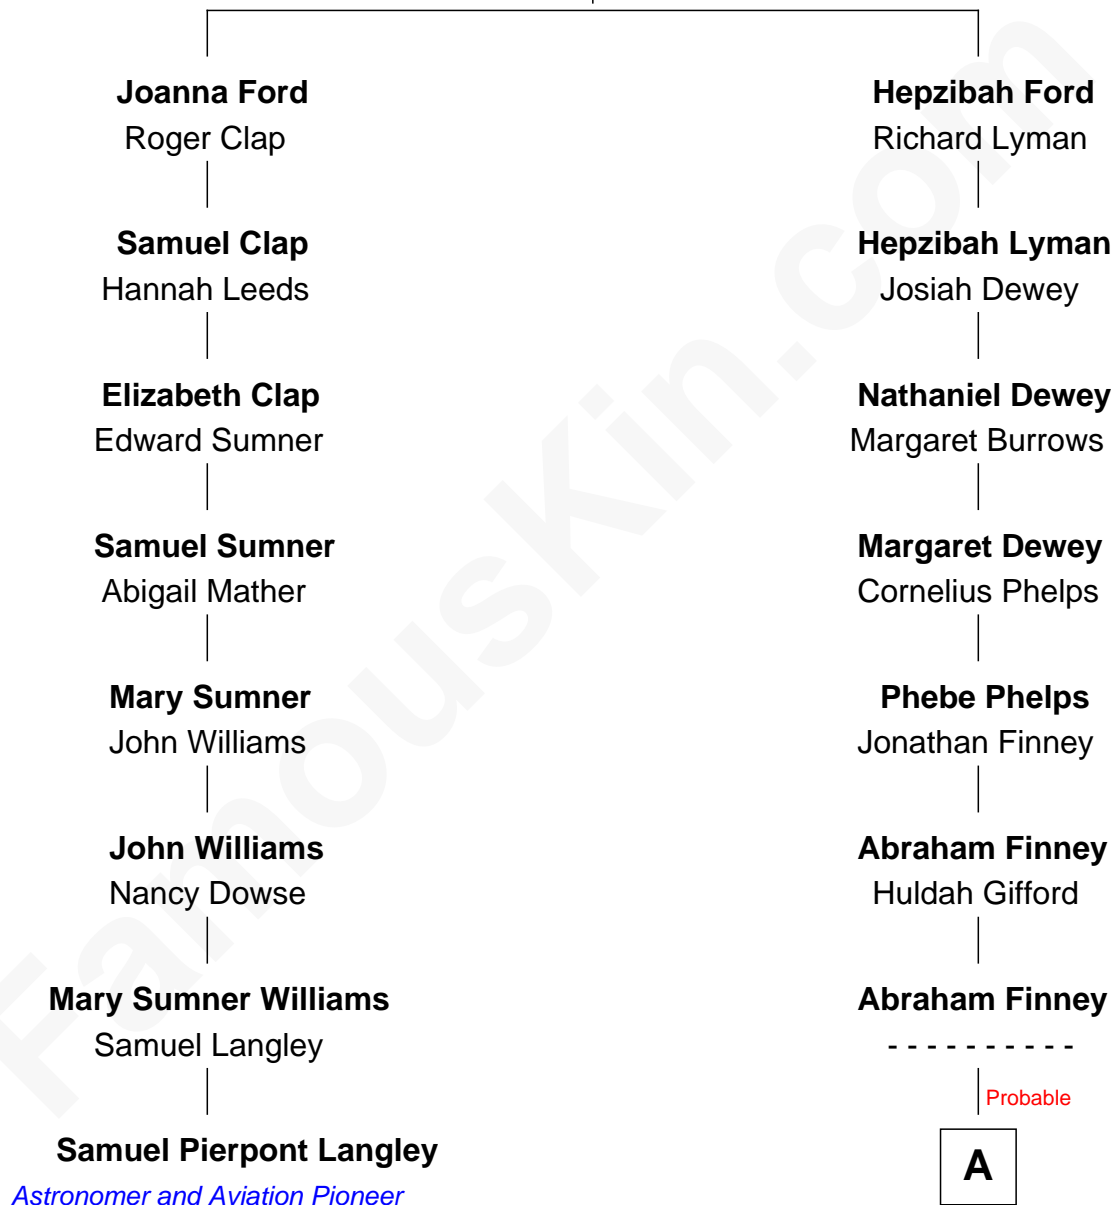 Joanna Ford
Roger Clap
Samuel Clap
Hannah Leeds
Elizabeth Clap
Edward Sumner
Samuel Sumner
Abigail Mather
Mary Sumner
John Williams
John Williams
Nancy Dowse
Mary Sumner Williams
Samuel Langley
Samuel Pierpont Langley
Astronomer and Aviation Pioneer
Hepzibah Ford
Richard Lyman
Hepzibah Lyman
Josiah Dewey
Nathaniel Dewey
Margaret Burrows
Margaret Dewey
Cornelius Phelps
Phebe Phelps
Jonathan Finney
Abraham Finney
Huldah Gifford
Abraham Finney
- - - - - - - - - -
Probable
A
FamousKin.com